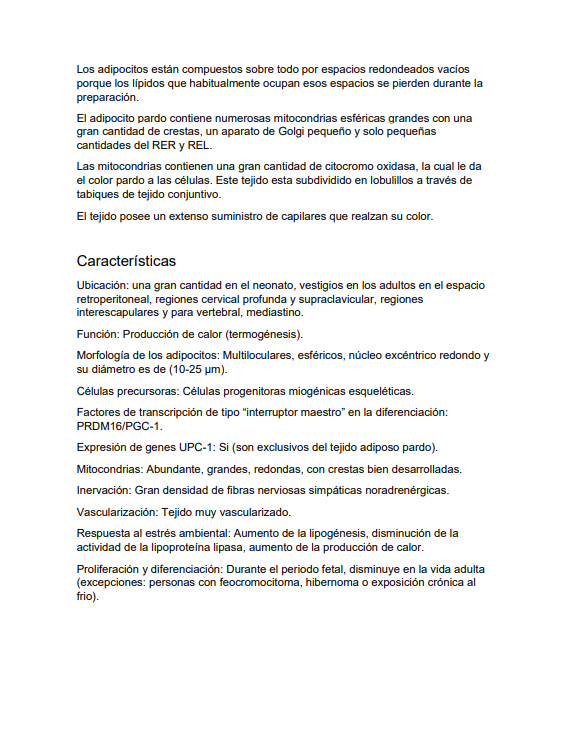 Los adipocitos están compuestos sobre todo por espacios redondeados vacíos
porque los lípidos que habitualmente ocupan esos espacios se pierden durante la
preparación.
El adipocito pardo contiene numerosas mitocondrias esféricas grandes con una
gran cantidad de crestas, un aparato de Golgi pequeño y solo pequeñas
cantidades del RER y REL.
Las mitocondrias contienen una gran cantidad de citocromo oxidasa, la cual le da
el color pardo a las células. Este tejido esta subdividido en lobulillos a través de
tabiques de tejido conjuntivo.
El tejido posee un extenso suministro de capilares que realzan su color.
Características
Ubicación: una gran cantidad en el neonato, vestigios en los adultos en el espacio
retroperitoneal, regiones cervical profunda y supraclavicular, regiones
interescapulares y para vertebral, mediastino.
Función: Producción de calor (termogénesis).
Morfología de los adipocitos: Multiloculares, esféricos, núcleo excéntrico redondo y
su diámetro es de (10-25 µm).
Células precursoras: Células progenitoras miogénicas esqueléticas.
Factores de transcripción de tipo “interruptor maestro” en la diferenciación:
PRDM16/PGC-1.
Expresión de genes UPC-1: Si (son exclusivos del tejido adiposo pardo).
Mitocondrias: Abundante, grandes, redondas, con crestas bien desarrolladas.
Inervación: Gran densidad de fibras nerviosas simpáticas noradrenérgicas.
Vascularización: Tejido muy vascularizado.
Respuesta al estrés ambiental: Aumento de la lipogénesis, disminución de la
actividad de la lipoproteína lipasa, aumento de la producción de calor.
Proliferación y diferenciación: Durante el periodo fetal, disminuye en la vida adulta
(excepciones: personas con feocromocitoma, hibernoma o exposición crónica al
frio).